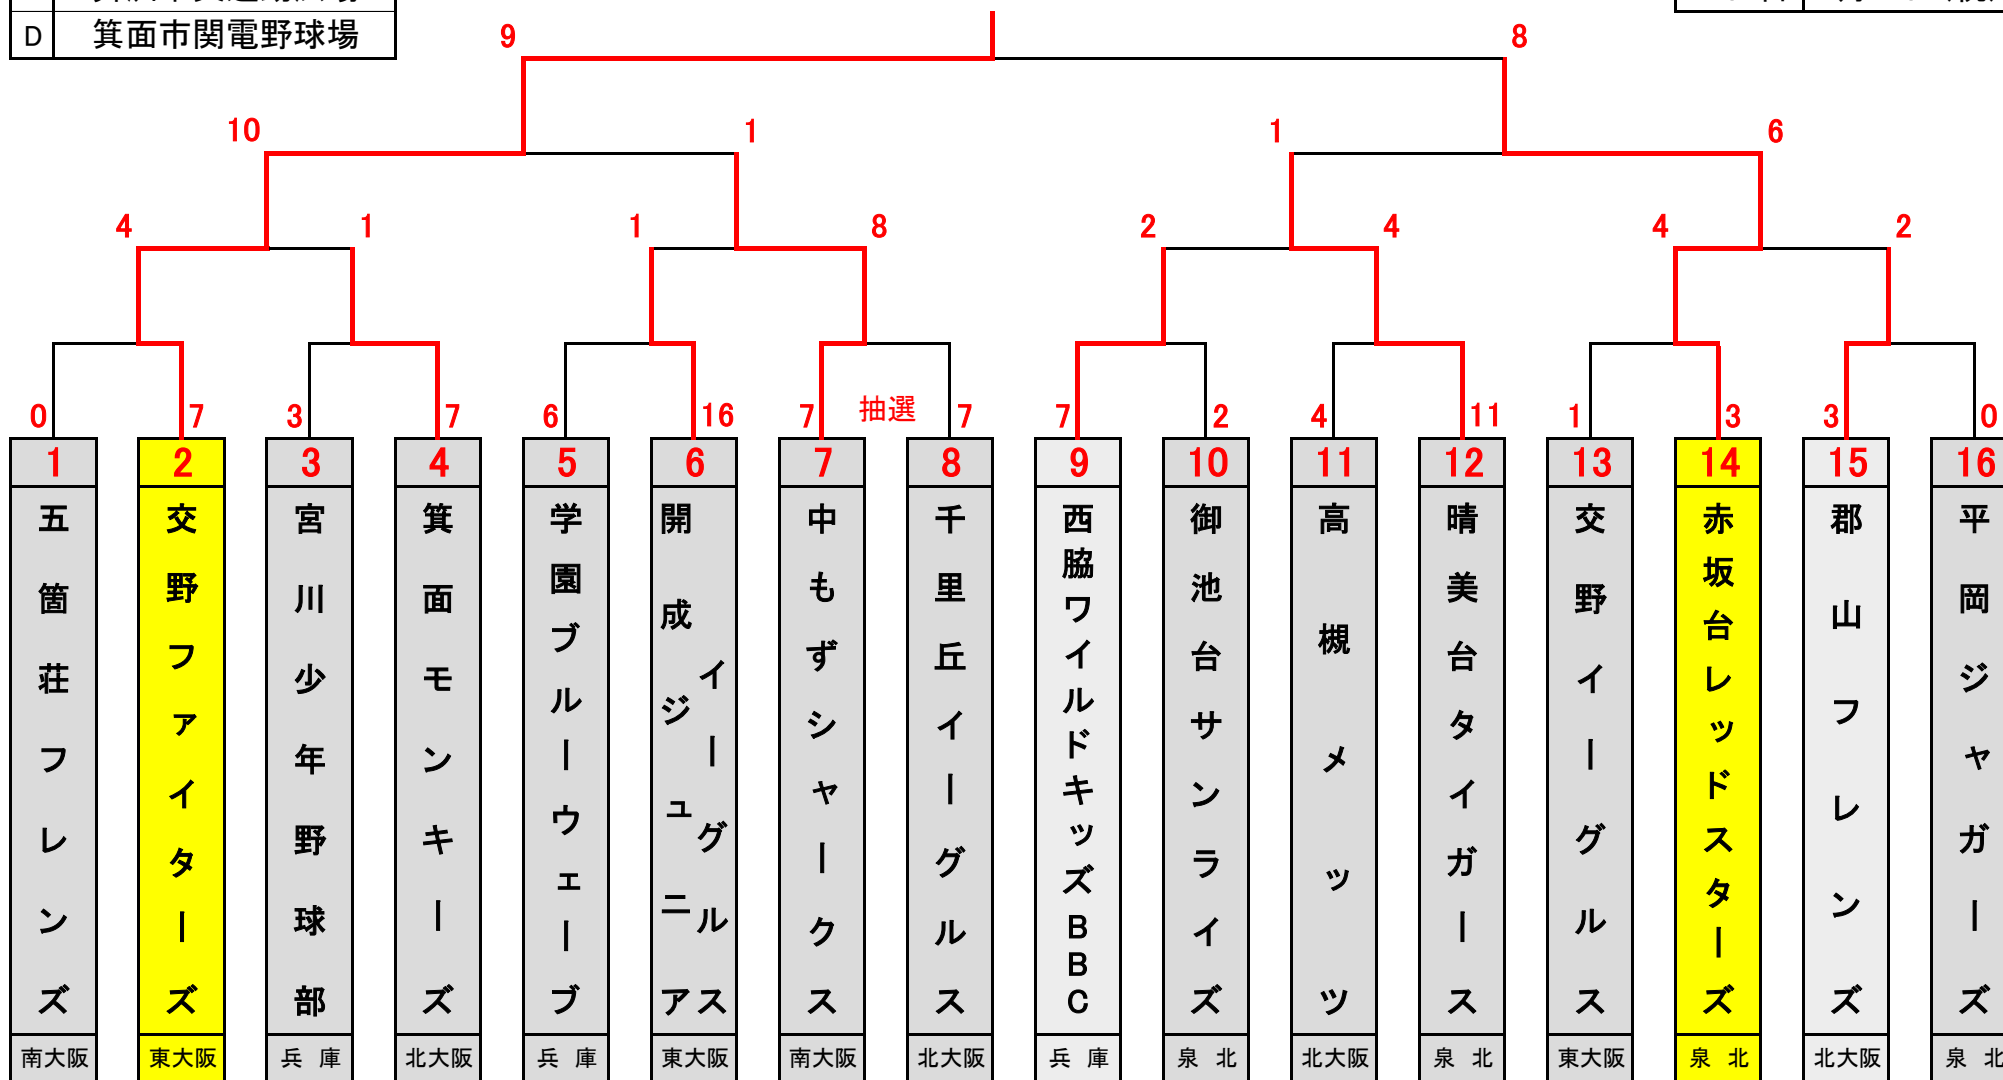 D 箕面市関電野球場
9 8
10 1 1 6
4 1 1 8 2 4 4 2
0 7 3 7 6 16 7 抽選 7 7 2 4 11 1 3 3 0
1 2 3 4 5 6 7 8 9 10 11 12 13 14 15 16
五箇荘フレンズ
交野ファイターズ
宮川少年野球部
箕面モンキーズ
学園ブルーウェーブ
開成ジュニア
イーグルス
中もずシャークス
千里丘イーグルス
西脇ワイルドキッズBBC
御池台サンライズ
高槻メッツ
晴美台タイガース
交野イーグルス
赤坂台レッドスターズ
郡山フレンズ
平岡ジャガーズ
南大阪 東大阪 兵庫 北大阪 兵庫 東大阪 南大阪 北大阪 兵庫 泉北 北大阪 泉北 東大阪 泉北 北大阪 泉北